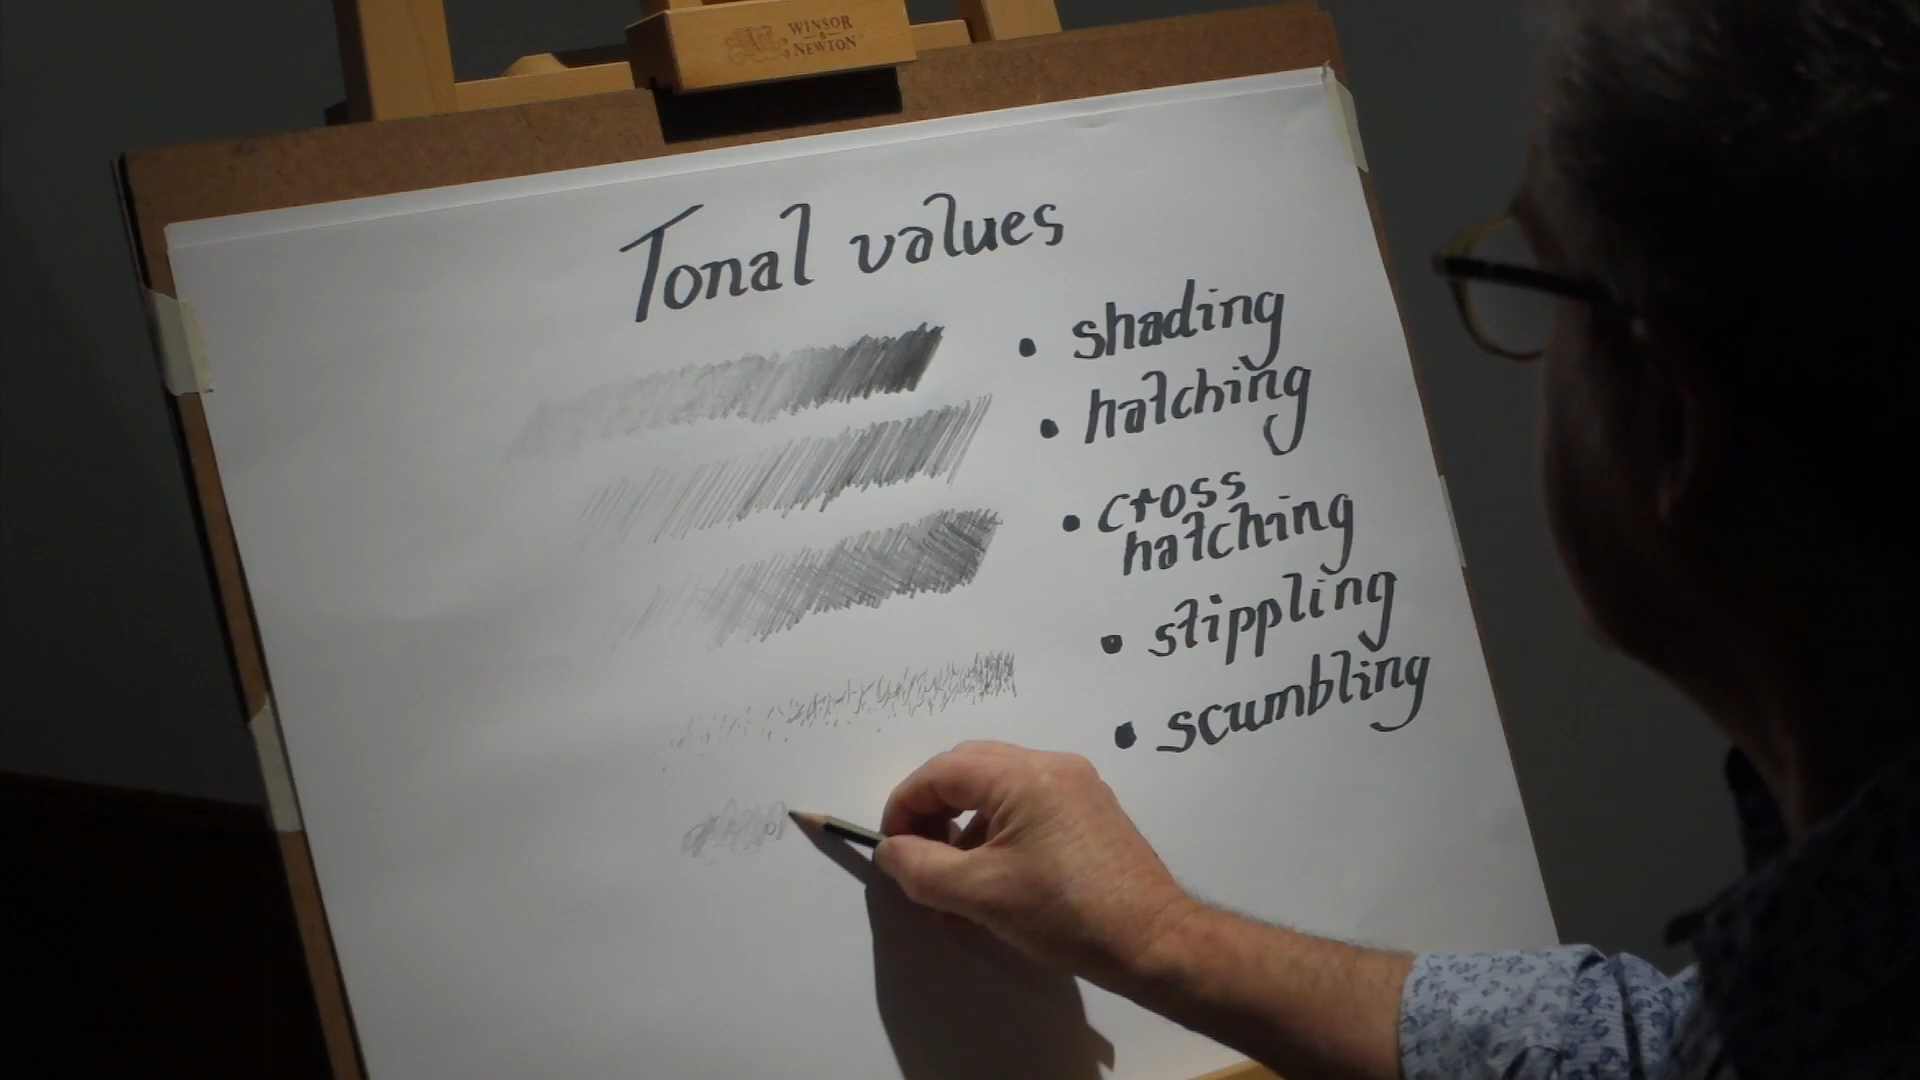 WINSOR
&
NEWTON
Tonal values
• shading
• hatching
• cross
hatching
• stippling
• scumbling